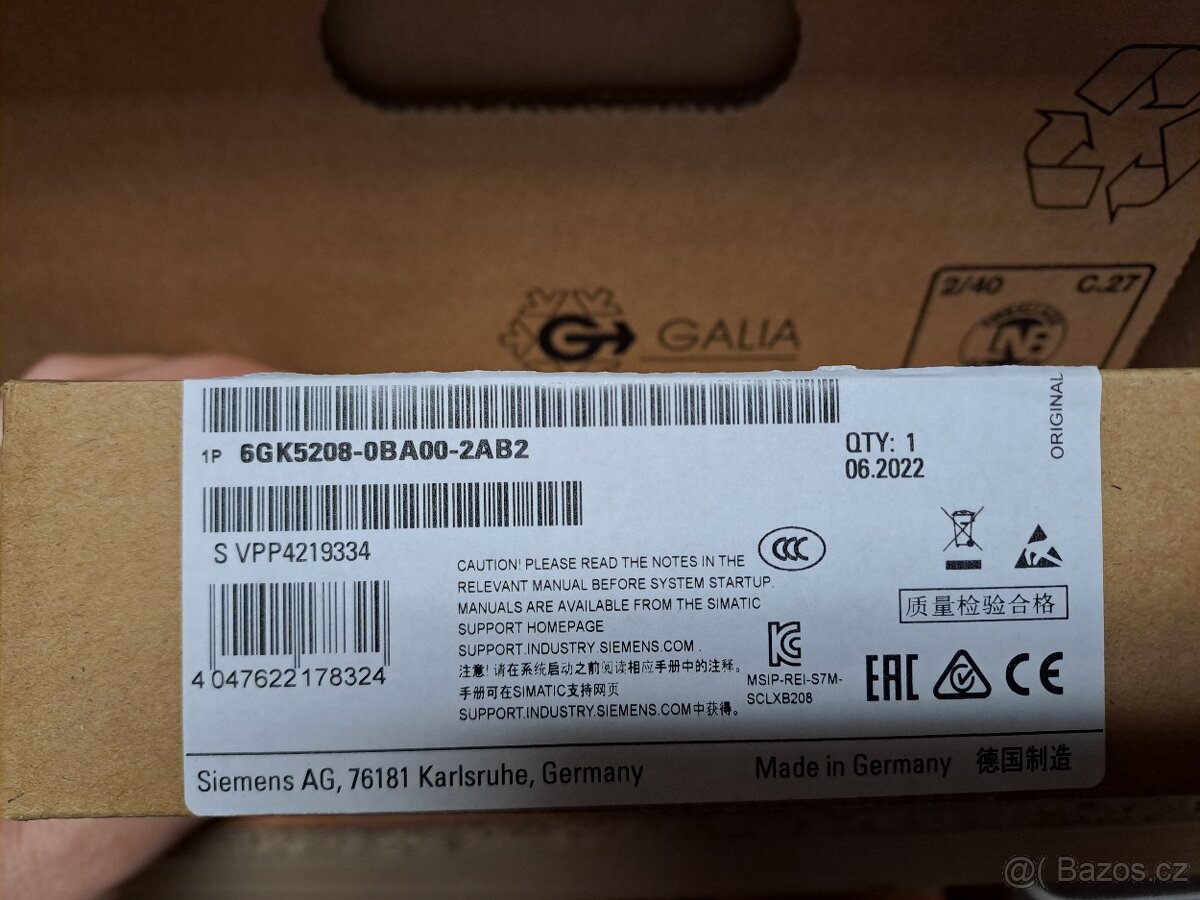 2/40 C.27
GALIA
ORIGINAL
1P 6GK5208-0BA00-2AB2
QTY: 1
06.2022
S VPP4219334
CAUTION! PLEASE READ THE NOTES IN THE
RELEVANT MANUAL BEFORE SYSTEM STARTUP.
MANUALS ARE AVAILABLE FROM THE SIMATIC
SUPPORT HOMEPAGE
SUPPORT.INDUSTRY.SIEMENS.COM .
注意! 请在系统启动之前阅读相应手册中的注释。
手册可在SIMATIC支持网页
SUPPORT.INDUSTRY.SIEMENS.COM中获得。
CCC
质量检验合格
MSIP-REI-S7M-
SCLXB208
EAC
CE
4 047622 178324
Siemens AG, 76181 Karlsruhe, Germany
Made in Germany 德国制造
@( Bazos.cz